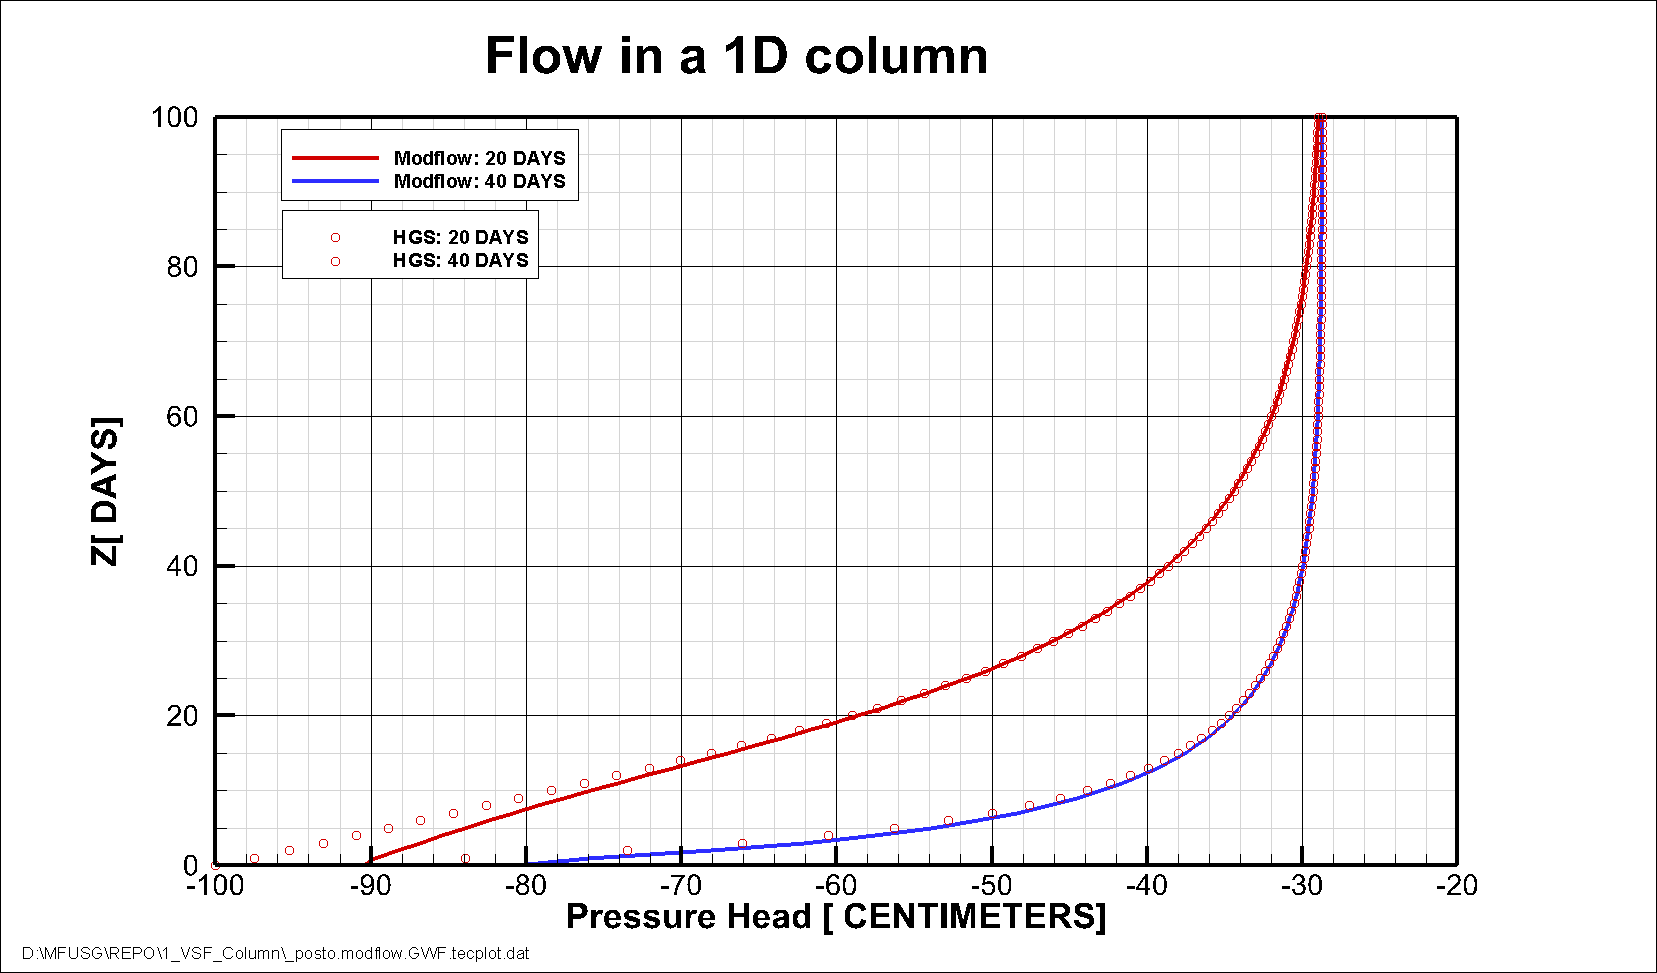 Flow in a 1D column
100
80
60
40
20
0
Z[ DAYS]
Modflow: 20 DAYS
Modflow: 40 DAYS
HGS: 20 DAYS
HGS: 40 DAYS
-100 -90 -80 -70 -60 -50 -40 -30 -20
Pressure Head [ CENTIMETERS]
D:\MFUSG\REPO\1_VSF_Column\_posto.modflow.GWF.tecplot.dat